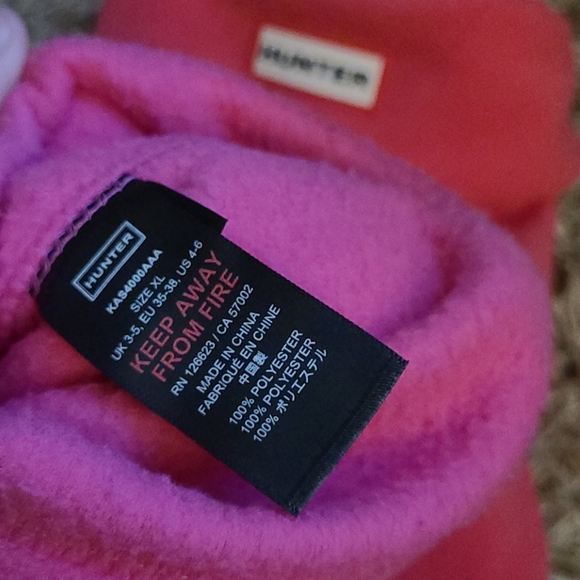 HUNTER
HUNTER
KAS4000AAA
SIZE XL
UK 3-5, EU 35-38, US 4-6
KEEP AWAY
FROM FIRE
RN 126623 / CA 57002
MADE IN CHINA
FABRIQUE EN CHINE
中国製
100% POLYESTER
100% POLYESTER
100% ポリエステル